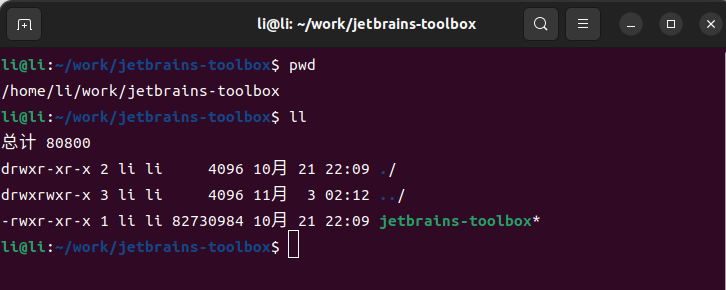 li@li: ~/work/jetbrains-toolbox
li@li:~/work/jetbrains-toolbox$ pwd
/home/li/work/jetbrains-toolbox
li@li:~/work/jetbrains-toolbox$ ll
总计 80800
drwxr-xr-x 2 li li     4096 10月 21 22:09 ./
drwxrwxr-x 3 li li     4096 11月  3 02:12 ../
-rwxr-xr-x 1 li li 82730984 10月 21 22:09 jetbrains-toolbox*
li@li:~/work/jetbrains-toolbox$